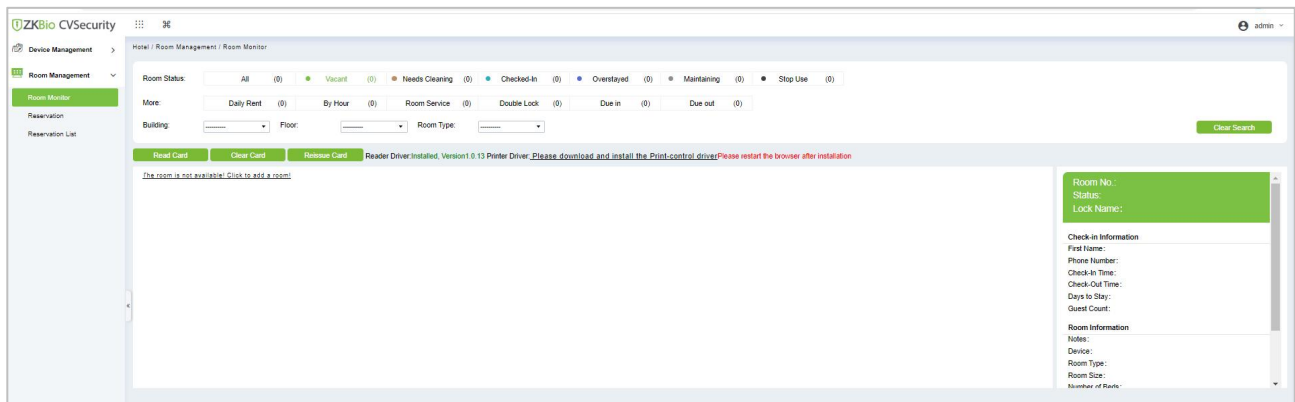 ZKBio CVSecurity
admin
Device Management
Room Management
Room Monitor
Reservation
Reservation List
Hotel / Room Management / Room Monitor
Room Status: All (0) Vacant (0) Needs Cleaning (0) Checked-In (0) Overstayed (0) Maintaining (0) Stop Use (0)
More: Daily Rent (0) By Hour (0) Room Service (0) Double Lock (0) Due in (0) Due out (0)
Building: ---------- Floor: ---------- Room Type: ----------
Clear Search
Read Card Clear Card Reissue Card Reader Driver:Installed, Version1.0.13 Printer Driver: Please download and install the Print-control driverPlease restart the browser after installation
The room is not available! Click to add a room!
Room No.:
Status:
Lock Name:
Check-in Information
First Name:
Phone Number:
Check-In Time:
Check-Out Time:
Days to Stay:
Guest Count:
Room Information
Notes:
Device:
Room Type:
Room Size:
Number of Beds: